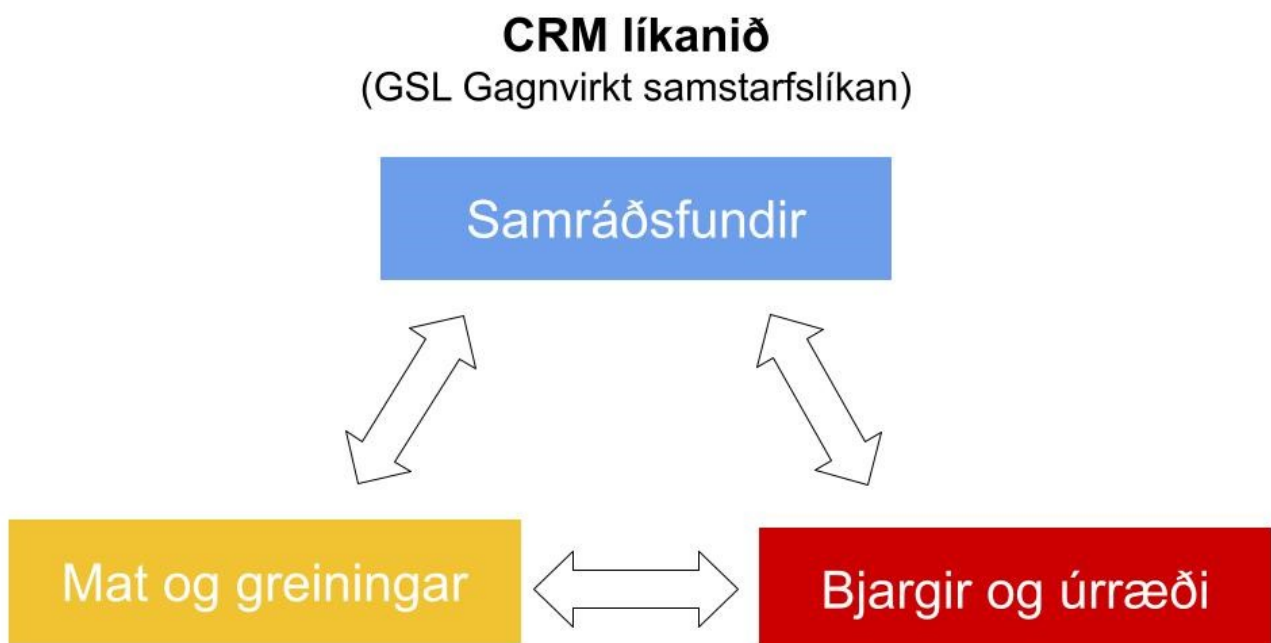 CRM líkanið
(GSL Gagnvirkt samstarfslíkan)
Samráðsfundir
Mat og greiningar
Bjargir og úrræði